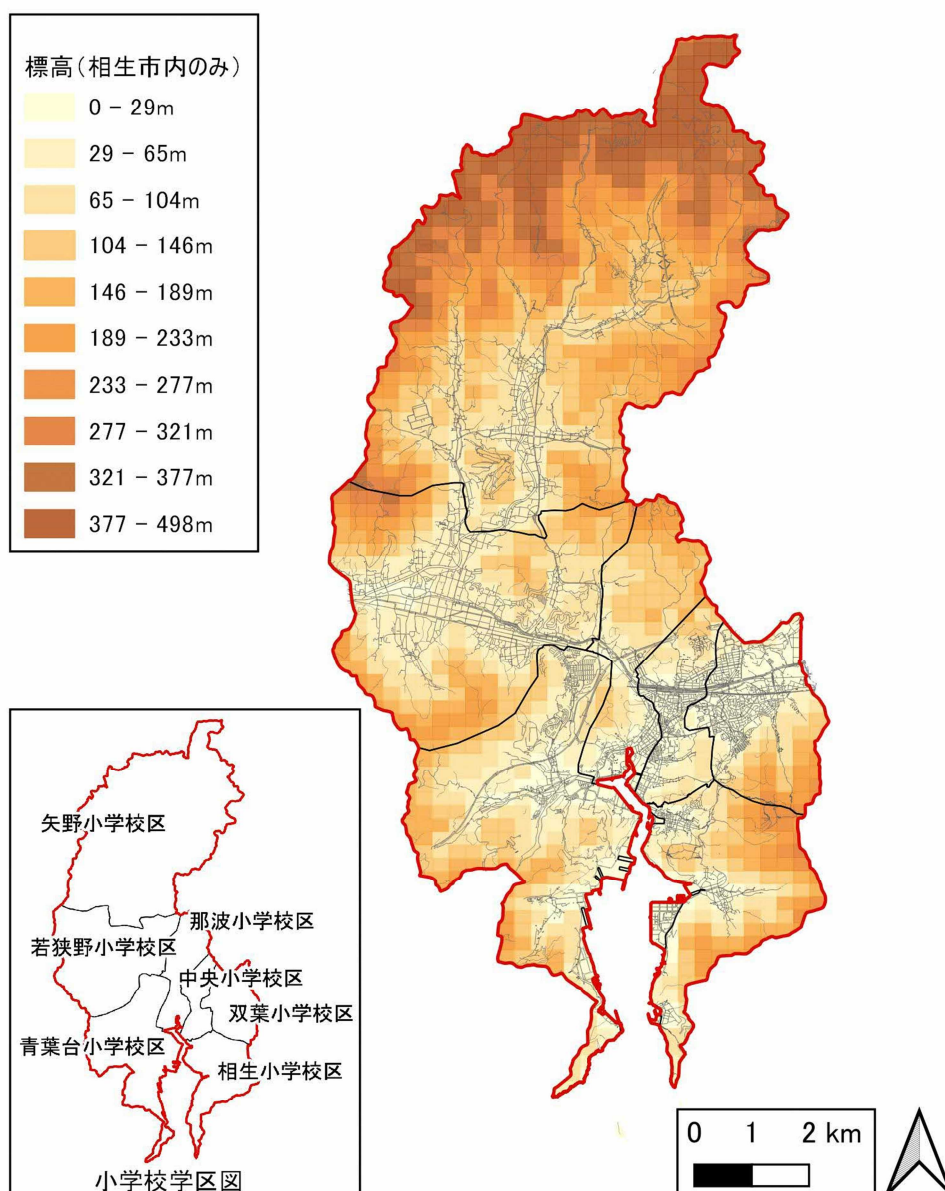 標高(相生市内のみ)
0 - 29m
29 - 65m
65 - 104m
104 - 146m
146 - 189m
189 - 233m
233 - 277m
277 - 321m
321 - 377m
377 - 498m
矢野小学校区
那波小学校区
若狭野小学校区
中央小学校区
双葉小学校区
青葉台小学校区
相生小学校区
小学校学区図
0 1 2 km